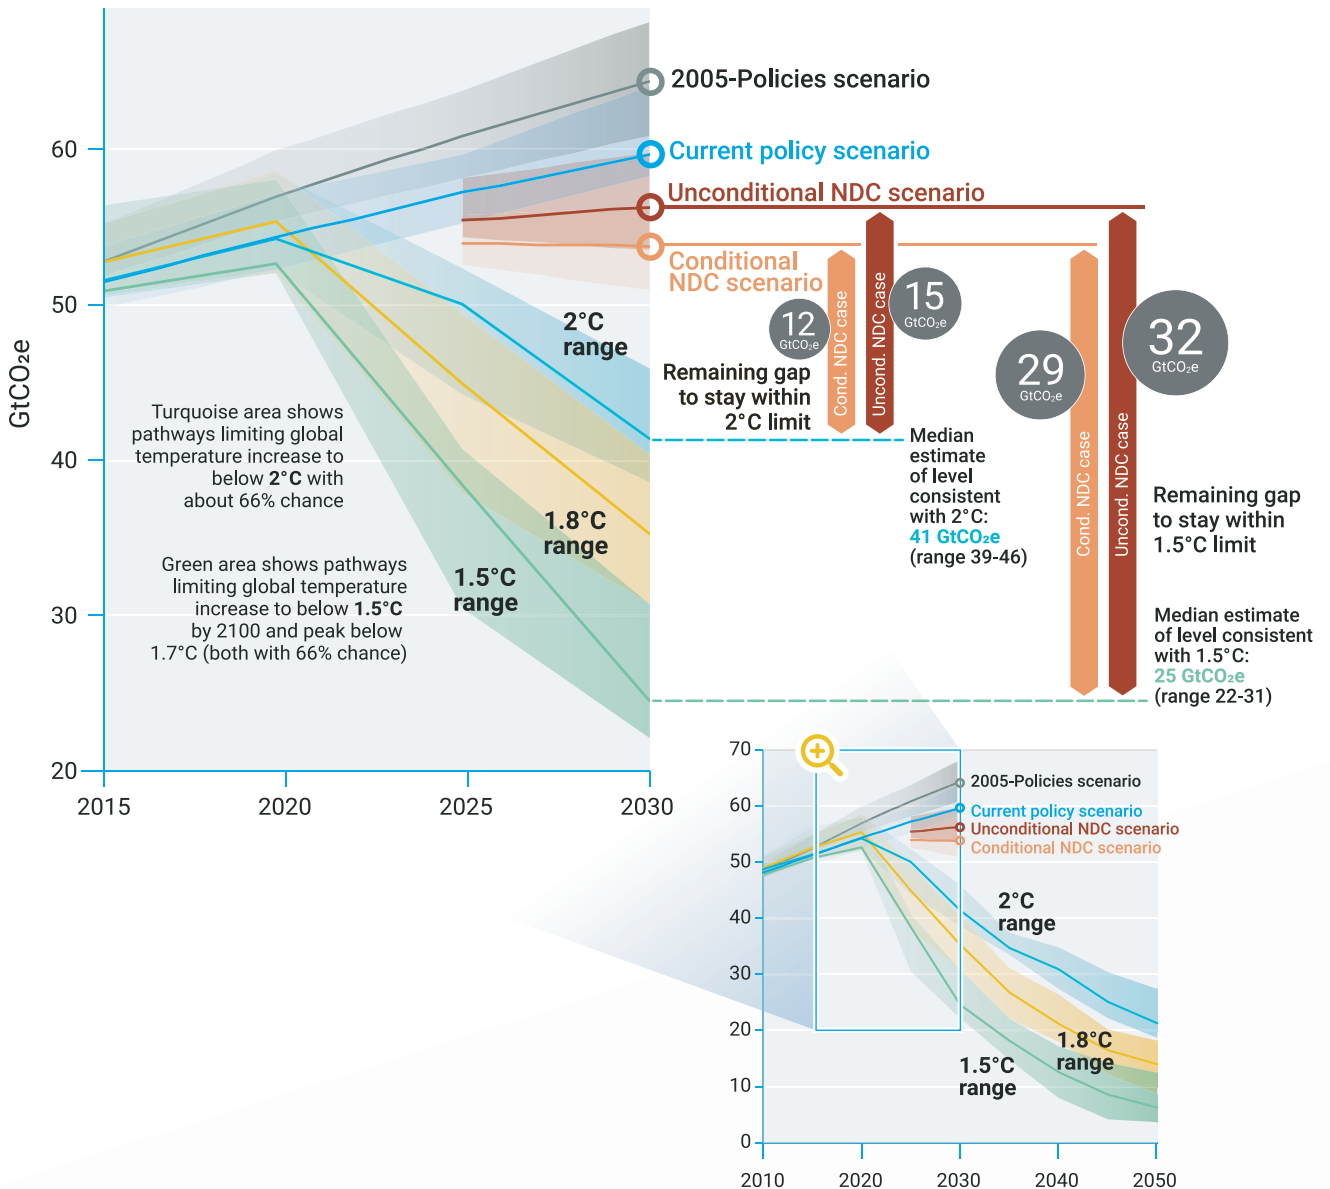 GtCO₂e
60
50
40
30
20
2015
2020
2025
2030
2005-Policies scenario
Current policy scenario
Unconditional NDC scenario
Conditional
NDC scenario
2°C
range
1.8°C
range
1.5°C
range
Turquoise area shows
pathways limiting global
temperature increase to
below 2°C with
about 66% chance
Green area shows pathways
limiting global temperature
increase to below 1.5°C
by 2100 and peak below
1.7°C (both with 66% chance)
12
GtCO₂e
Cond. NDC case
Uncond. NDC case
15
GtCO₂e
Remaining gap
to stay within
2°C limit
Median
estimate
of level
consistent
with 2°C:
41 GtCO₂e
(range 39-46)
29
GtCO₂e
Cond. NDC case
Uncond. NDC case
32
GtCO₂e
Remaining gap
to stay within
1.5°C limit
Median estimate
of level consistent
with 1.5°C:
25 GtCO₂e
(range 22-31)
70
60
50
40
30
20
10
0
2010
2020
2030
2040
2050
2005-Policies scenario
Current policy scenario
Unconditional NDC scenario
Conditional NDC scenario
2°C
range
1.8°C
range
1.5°C
range